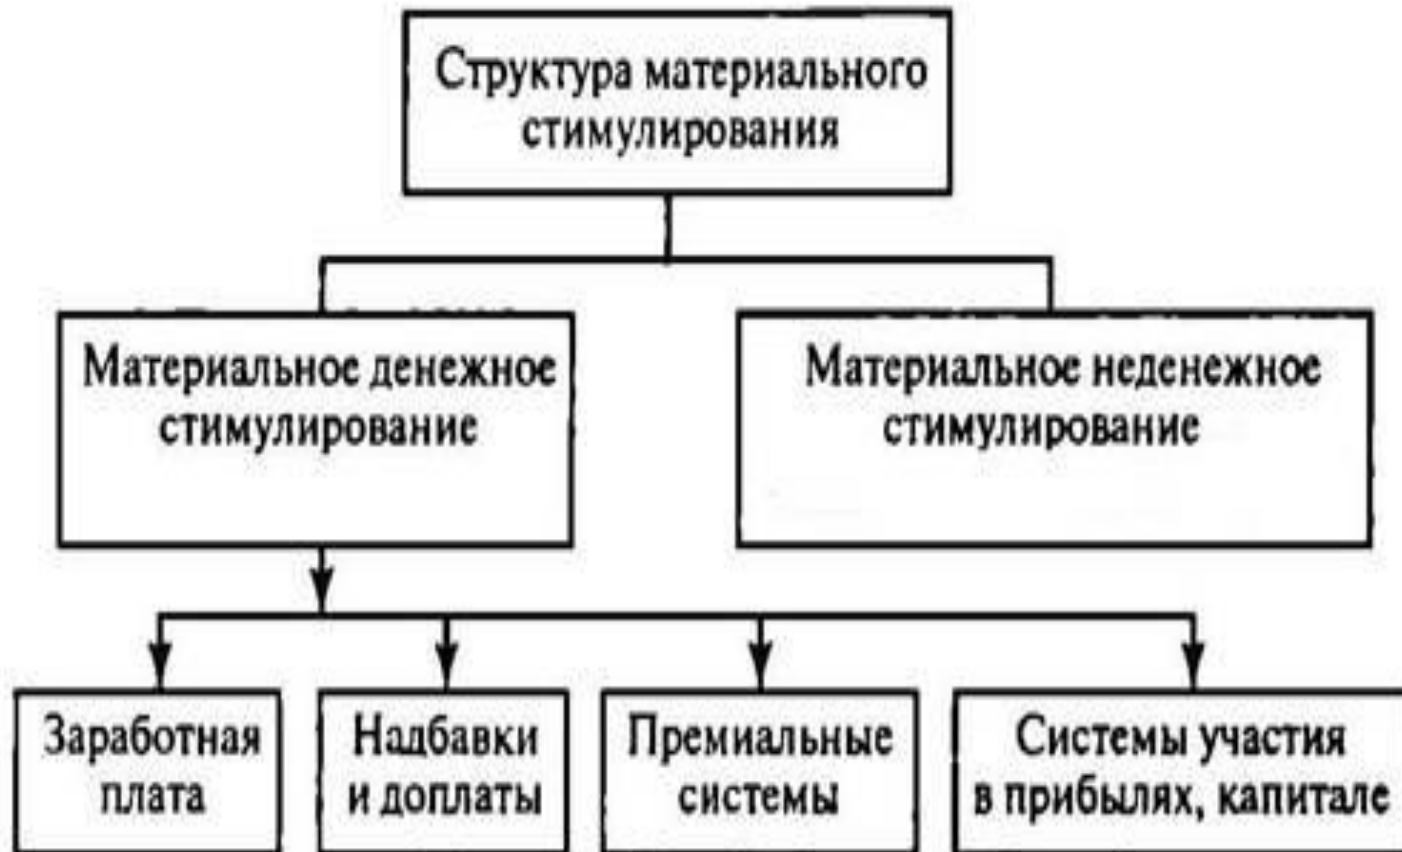 Структура материального
стимулирования
Материальное денежное
стимулирование
Материальное неденежное
стимулирование
Заработная
плата
Надбавки
и доплаты
Премиальные
системы
Системы участия
в прибылях, капитале